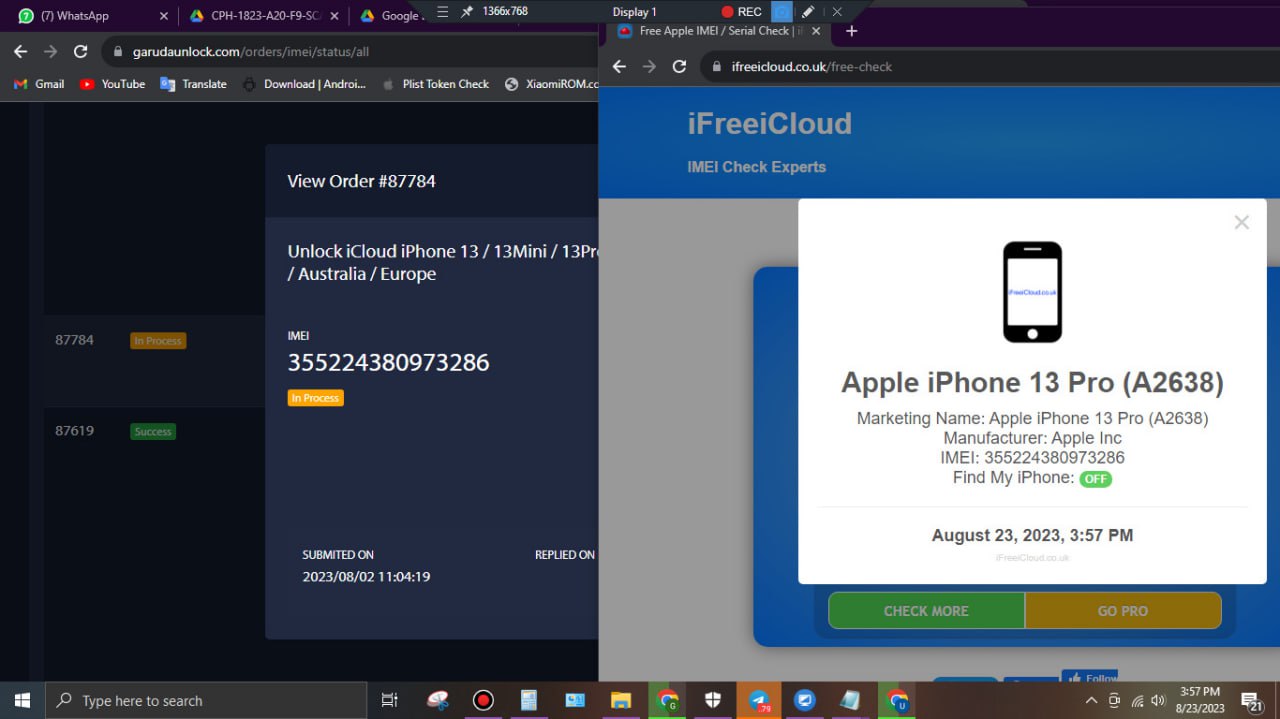 (7) WhatsApp
CPH-1823-A20-F9-SC
Google
1366x768
Display 1
REC
garudaunlock.com/orders/imei/status/all
Gmail
YouTube
Translate
Download | Androi...
Plist Token Check
XiaomiROM.co
View Order #87784
Unlock iCloud iPhone 13 / 13Mini / 13Pr
/ Australia / Europe
87784
In Process
IMEI
355224380973286
In Process
87619
Success
SUBMITED ON
REPLIED ON
2023/08/02 11:04:19
Free Apple IMEI / Serial Check |
ifreeicloud.co.uk/free-check
iFreeiCloud
IMEI Check Experts
iFreeiCloud.co.uk
Apple iPhone 13 Pro (A2638)
Marketing Name: Apple iPhone 13 Pro (A2638)
Manufacturer: Apple Inc
IMEI: 355224380973286
Find My iPhone: OFF
August 23, 2023, 3:57 PM
iFreeiCloud.co.uk
CHECK MORE
GO PRO
Follow
Type here to search
79
G
U
3:57 PM
8/23/2023
21